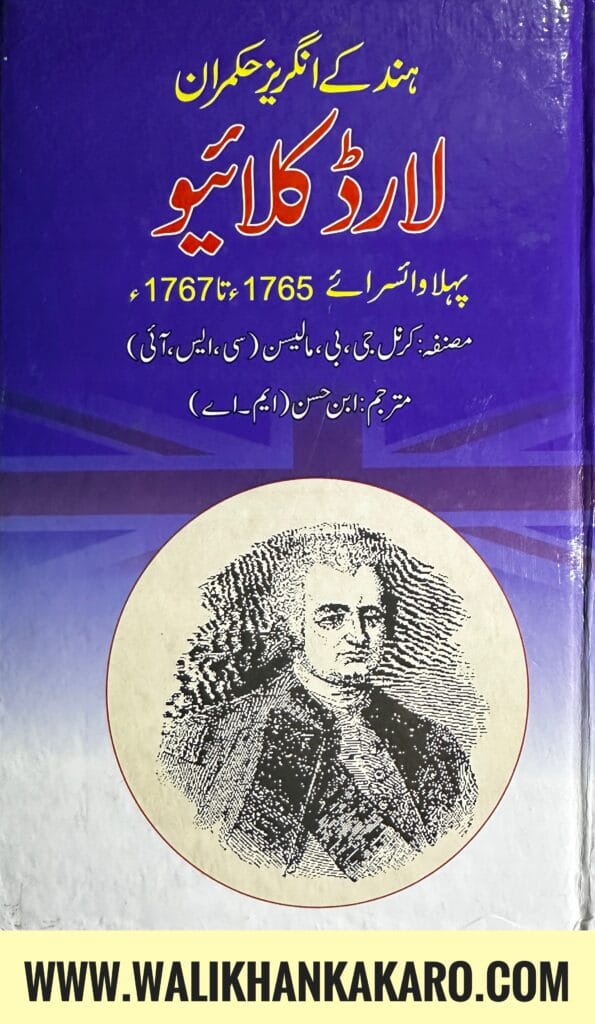 ہند کے انگریز حکمران
لارڈ کلائیو
پہلا وائسرائے 1765ء تا 1767ء
مصنفہ: کرنل جی، بی، مالیسن (سی، ایس، آئی)
مترجم: ابن حسن (ایم۔اے)
WWW.WALIKHANKAKARO.COM